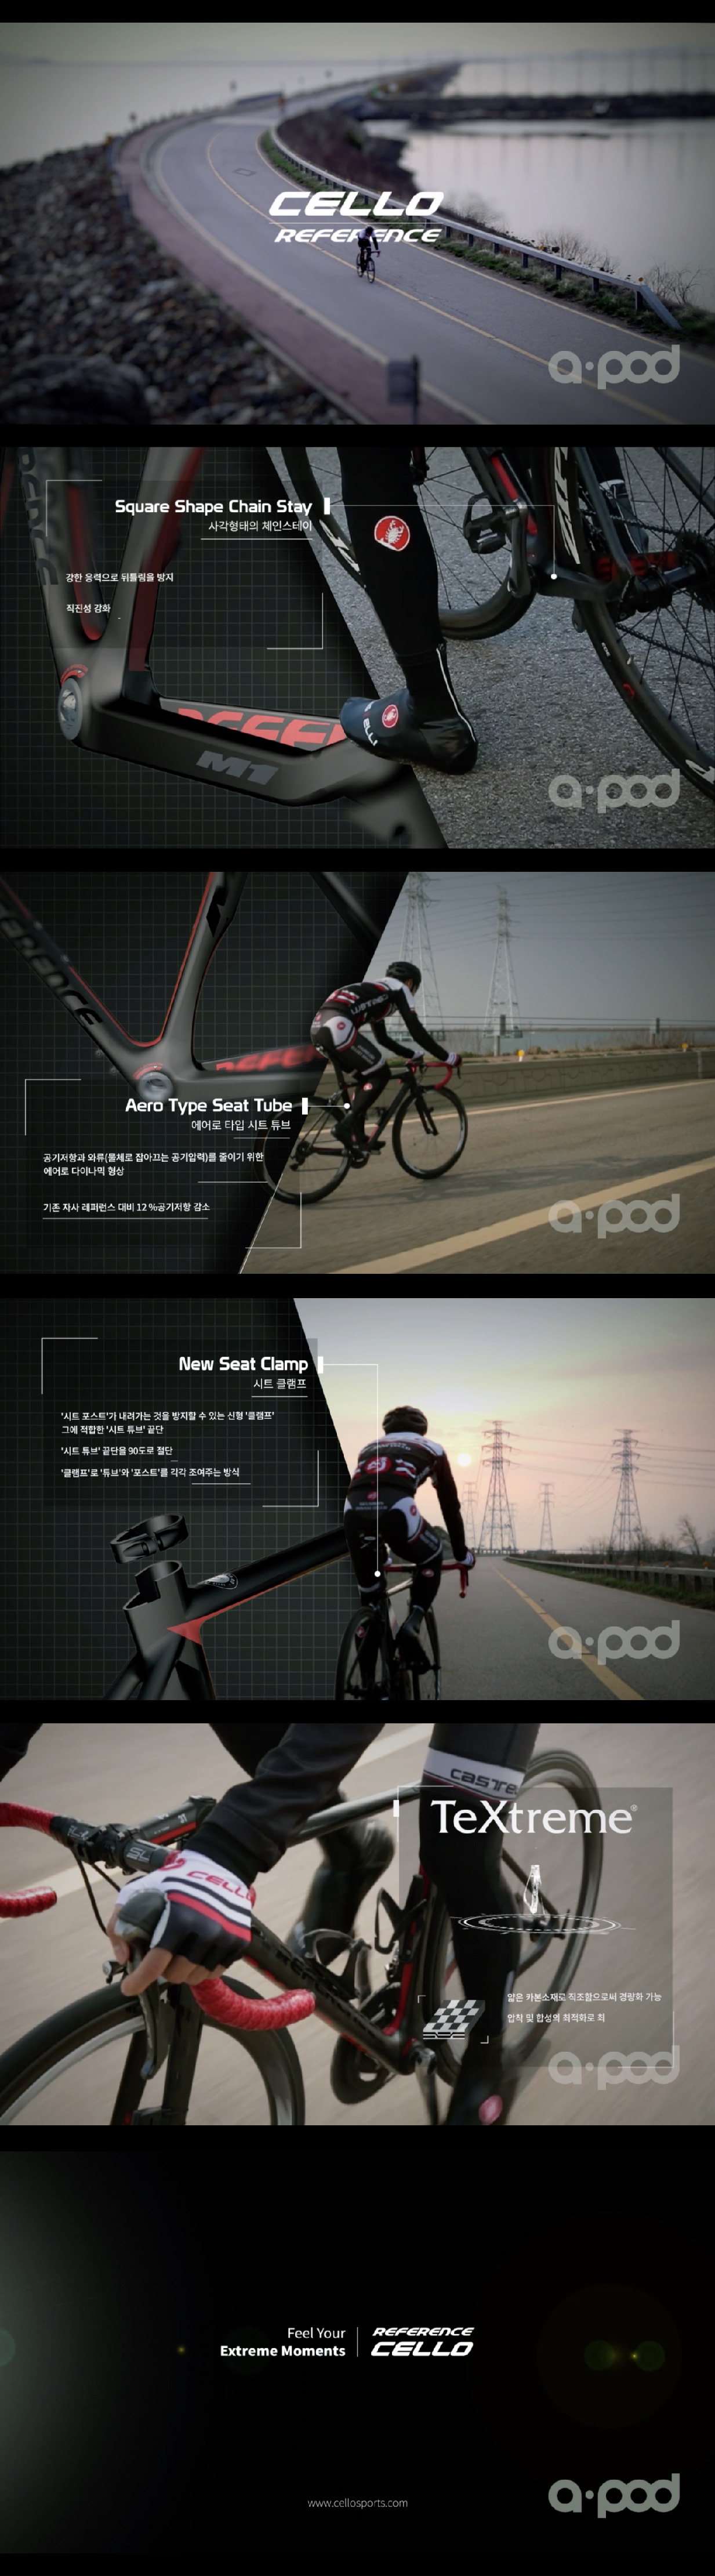 CELLO
REFERENCE
a·pod
Square Shape Chain Stay
사각형태의 체인스테이
강한 응력으로 뒤틀림을 방지
직진성 강화
M1
a·pod
Aero Type Seat Tube
에어로 타입 시트 튜브
공기저항과 와류(물체로 잡아끄는 공기압력)를 줄이기 위한
에어로 다이나믹 형상
기존 자사 레퍼런스 대비 12 %공기저항 감소
a·pod
New Seat Clamp
시트 클램프
'시트 포스트'가 내려가는 것을 방지할 수 있는 신형 '클램프'
그에 적합한 '시트 튜브' 끝단
'시트 튜브' 끝단을 90도로 절단
'클램프'로 '튜브'와 '포스트'를 각각 조여주는 방식
a·pod
CASTE
TeXtreme®
SL
CELL
얇은 카본소재로 직조함으로써 경량화 가능
압착 및 합성의 최적화로 최
a·pod
Feel Your
Extreme Moments
REFERENCE
CELLO
www.cellosports.com
a·pod